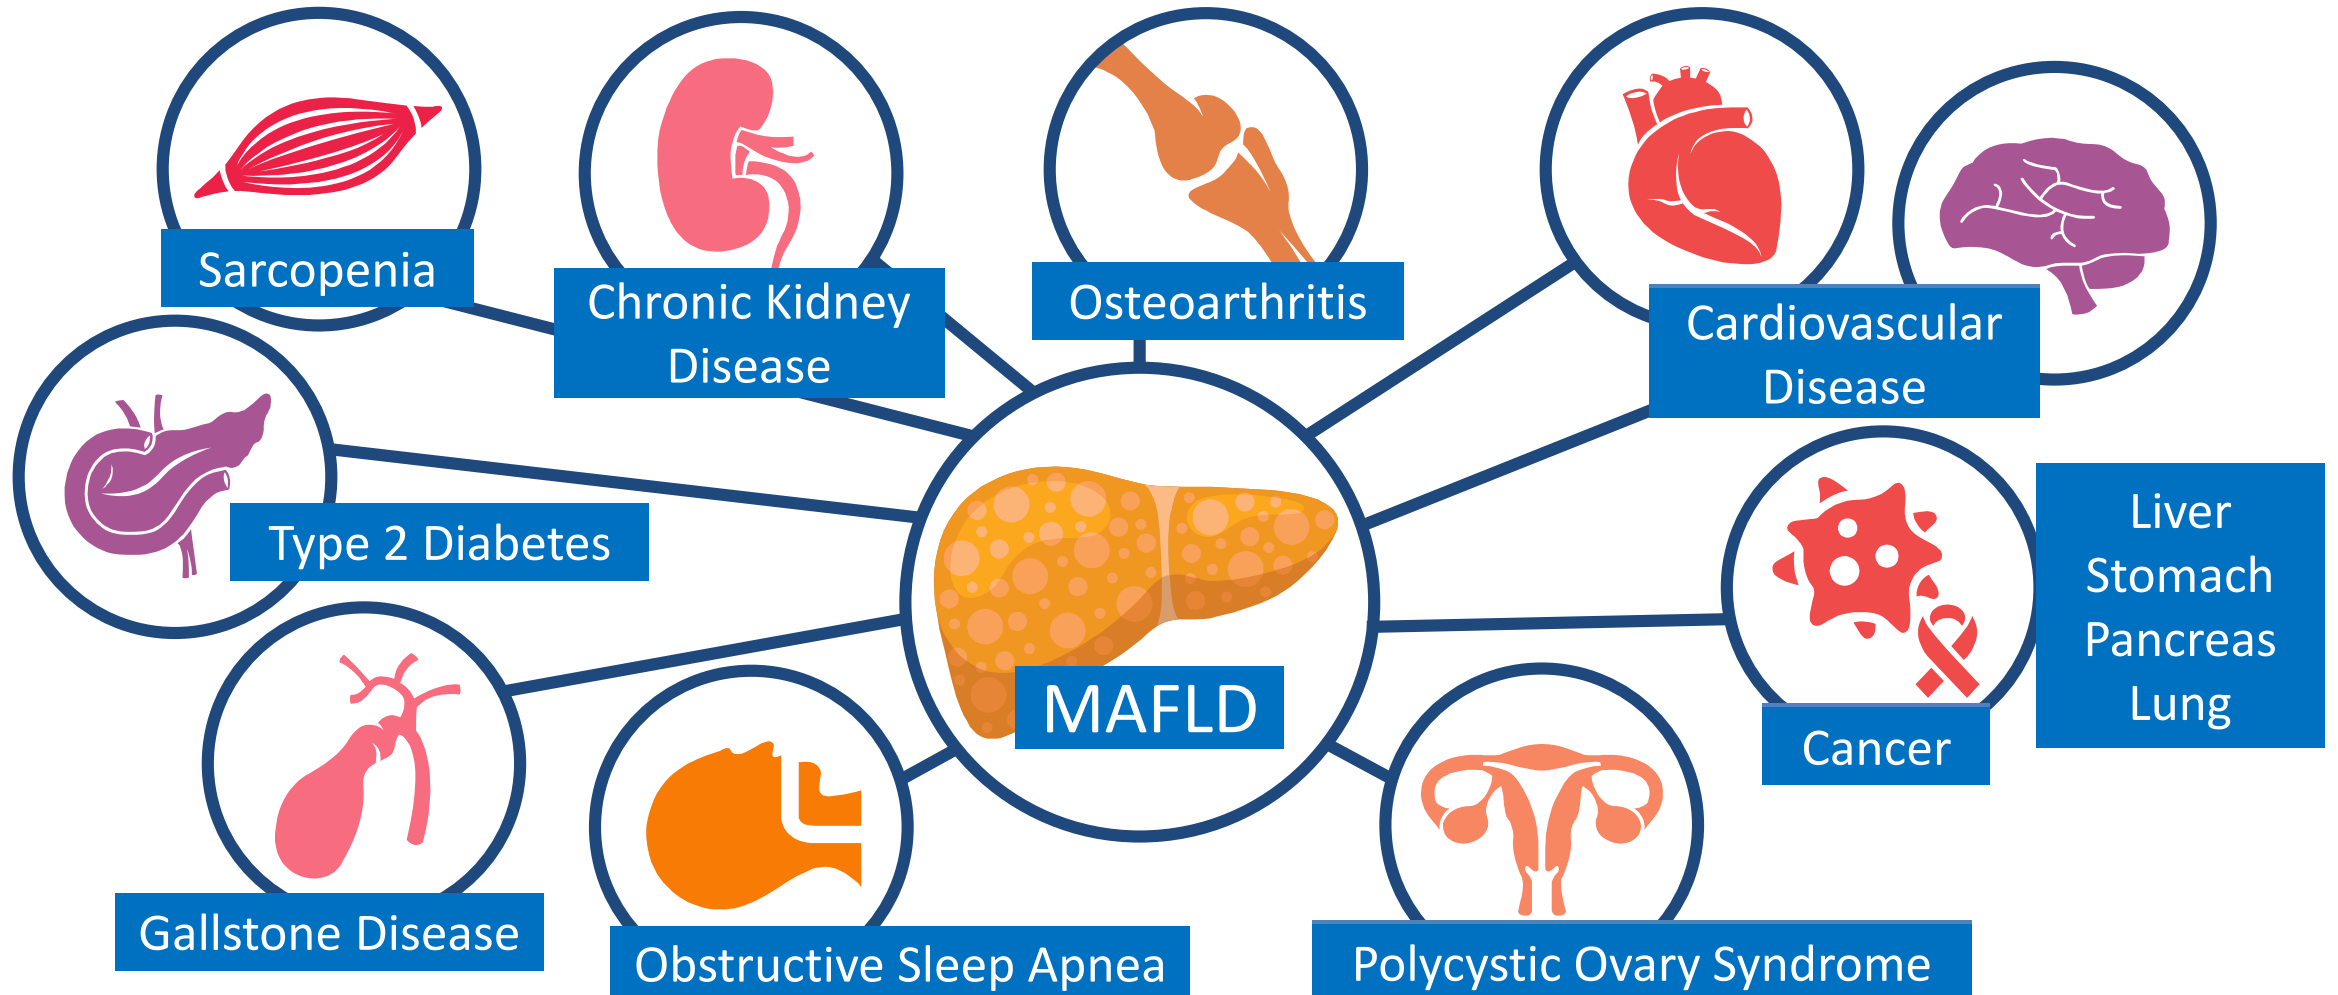 Sarcopenia
Chronic Kidney
Disease
Osteoarthritis
Cardiovascular
Disease
Type 2 Diabetes
MAFLD
Liver
Stomach
Pancreas
Lung
Cancer
Gallstone Disease
Obstructive Sleep Apnea
Polycystic Ovary Syndrome